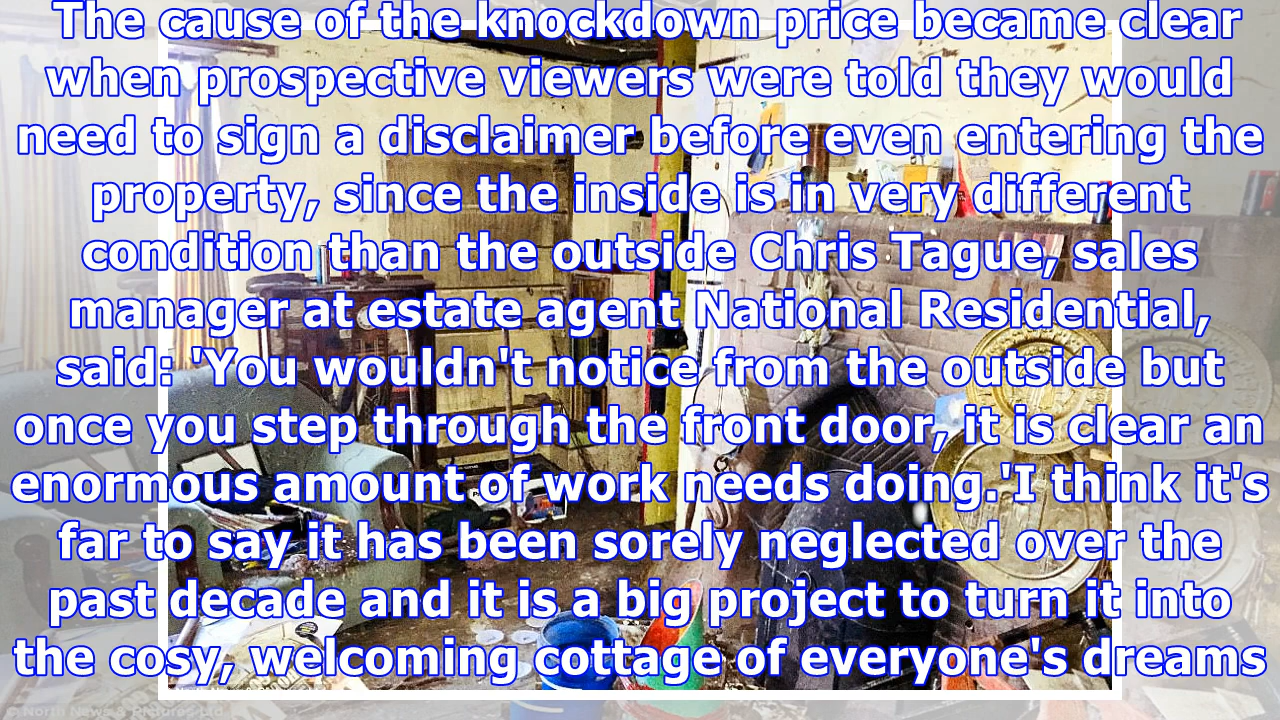 The cause of the knockdown price became clear
when prospective viewers were told they would
need to sign a disclaimer before even entering the
property, since the inside is in very different
condition than the outside Chris Tague, sales
manager at estate agent National Residential,
said: 'You wouldn't notice from the outside but
once you step through the front door, it is clear an
enormous amount of work needs doing.'I think it's
far to say it has been sorely neglected over the
past decade and it is a big project to turn it into
the cosy, welcoming cottage of everyone's dreams
© North News & Pictures Ltd